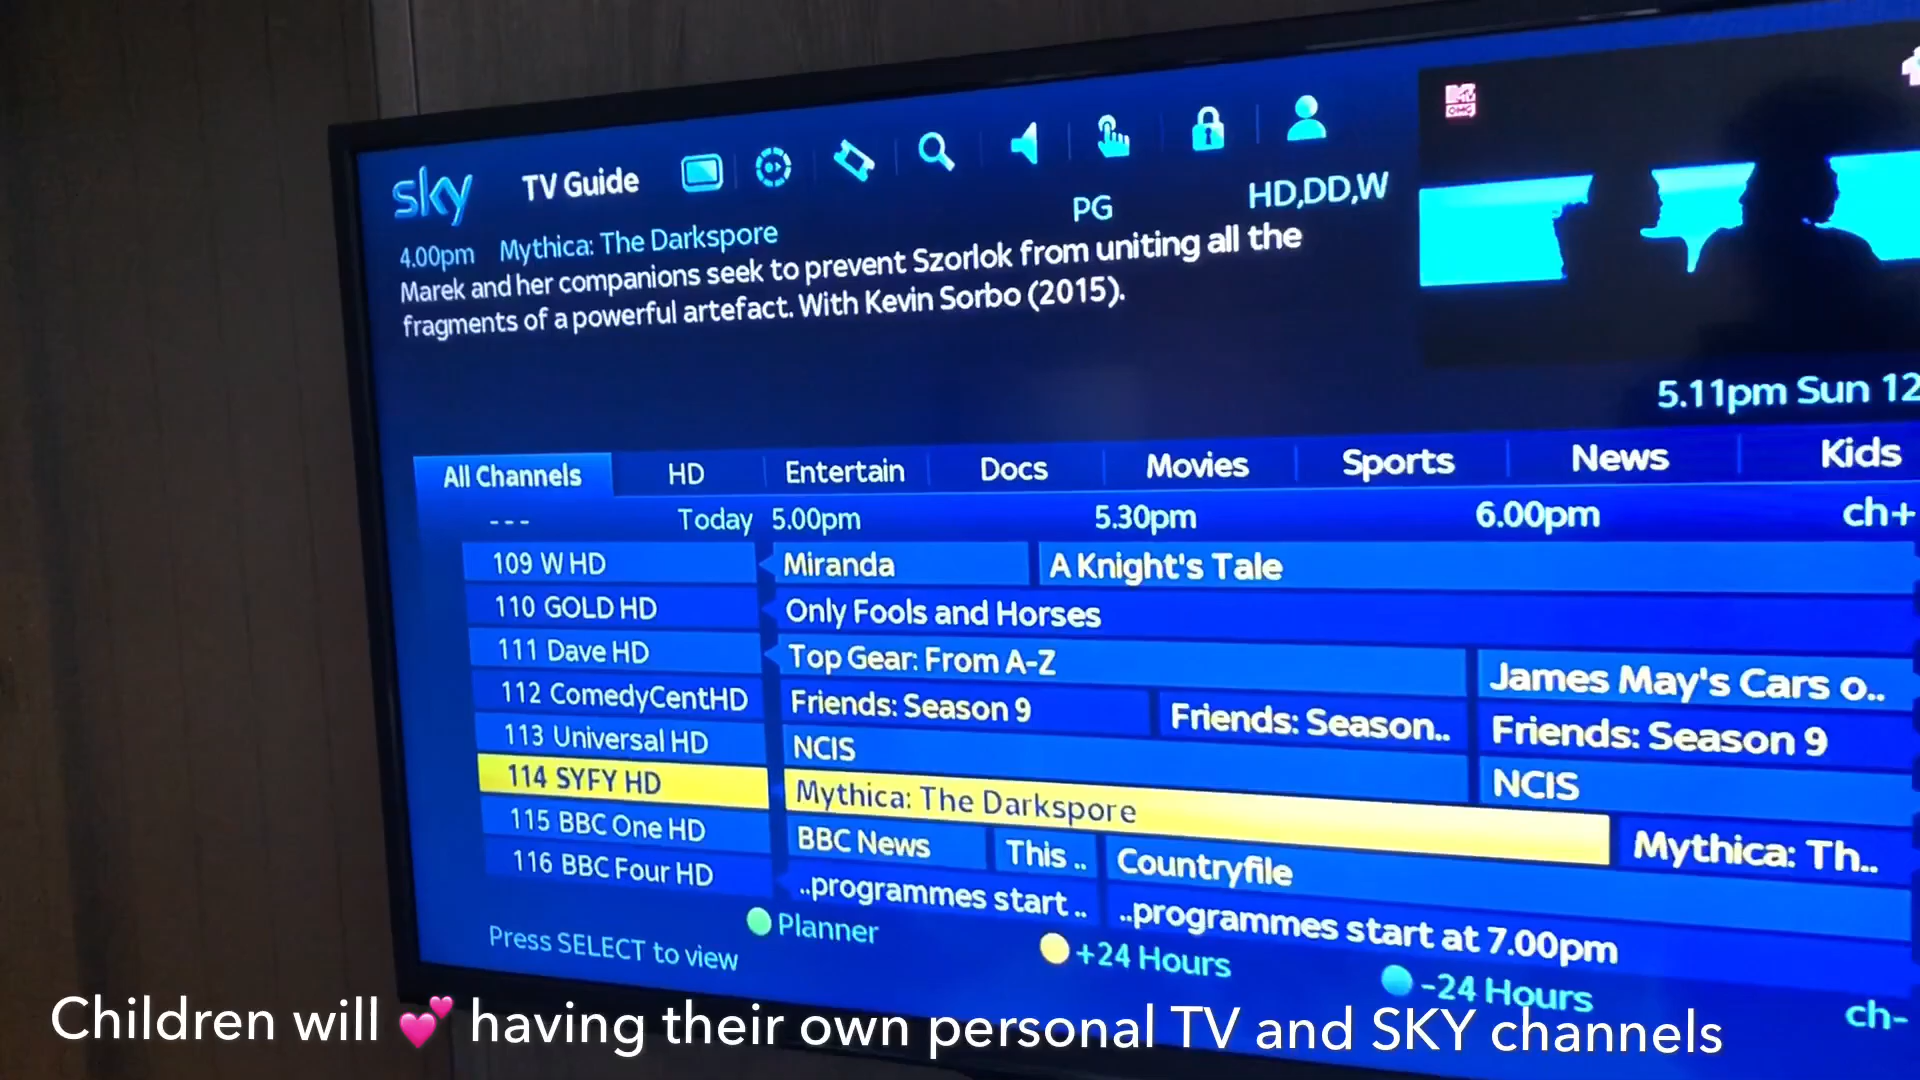 sky TV Guide
PG HD,DD,W
4.00pm Mythica: The Darkspore
Marek and her companions seek to prevent Szorlok from uniting all the
fragments of a powerful artefact. With Kevin Sorbo (2015).
MTV
OMG
5.11pm Sun 12
All Channels HD Entertain Docs Movies Sports News Kids
--- Today 5.00pm 5.30pm 6.00pm ch+
109 W HD Miranda A Knight's Tale
110 GOLD HD Only Fools and Horses
111 Dave HD Top Gear: From A-Z James May's Cars o..
112 ComedyCentHD Friends: Season 9 Friends: Season.. Friends: Season 9
113 Universal HD NCIS NCIS
114 SYFY HD Mythica: The Darkspore Mythica: Th..
115 BBC One HD BBC News This .. Countryfile
116 BBC Four HD ..programmes start .. ..programmes start at 7.00pm
Planner +24 Hours -24 Hours ch-
Press SELECT to view
Children will 💕 having their own personal TV and SKY channels